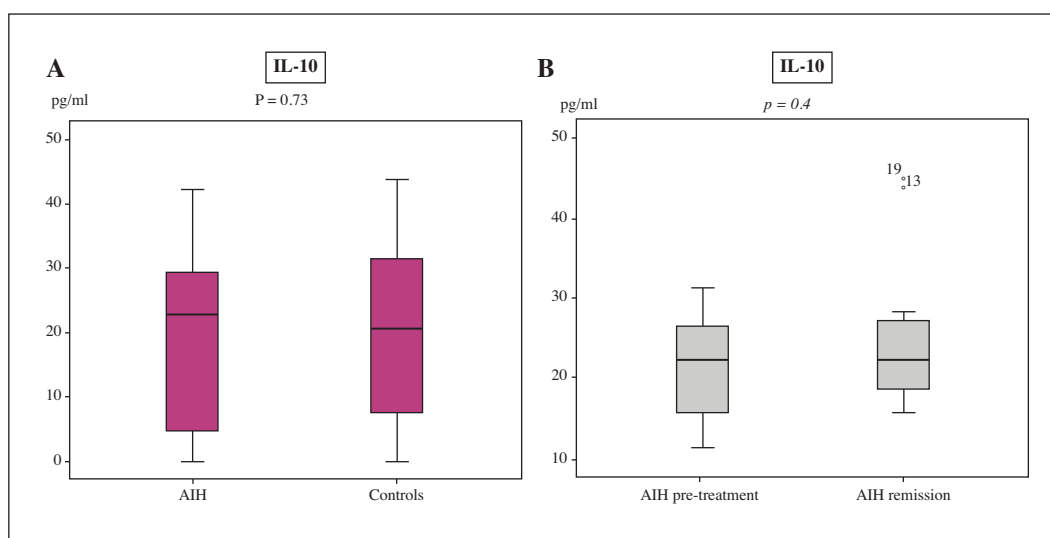 A
IL-10
pg/ml
P = 0.73
50
40
30
20
10
0
AIH
Controls
B
IL-10
pg/ml
p = 0.4
50
40
30
20
10
19
13
AIH pre-treatment
AIH remission